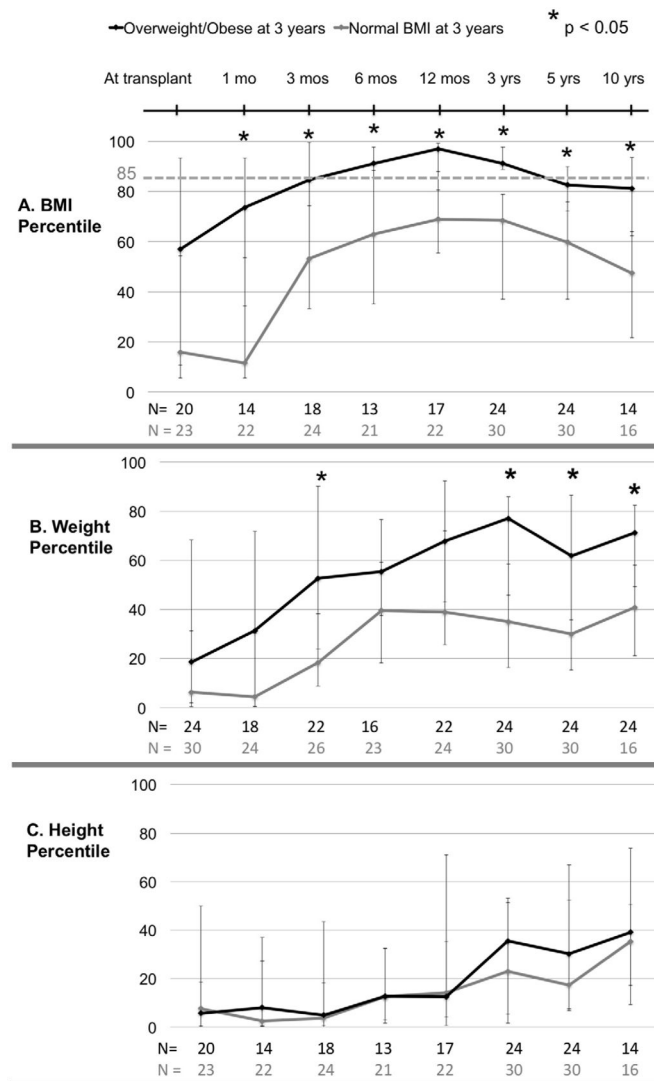 Overweight/Obese at 3 years Normal BMI at 3 years * p < 0.05
At transplant 1 mo 3 mos 6 mos 12 mos 3 yrs 5 yrs 10 yrs
100
* * * * * * *
85
80
A. BMI
Percentile
60
40
20
0
N= 20 14 18 13 17 24 24 14
N = 23 22 24 21 22 30 30 16
100
* * * *
80
B. Weight
Percentile
60
40
20
0
N= 24 18 22 16 22 24 24 24
N = 30 24 26 23 24 30 30 16
100
80
C. Height
Percentile
60
40
20
0
N= 20 14 18 13 17 24 24 14
N = 23 22 24 21 22 30 30 16